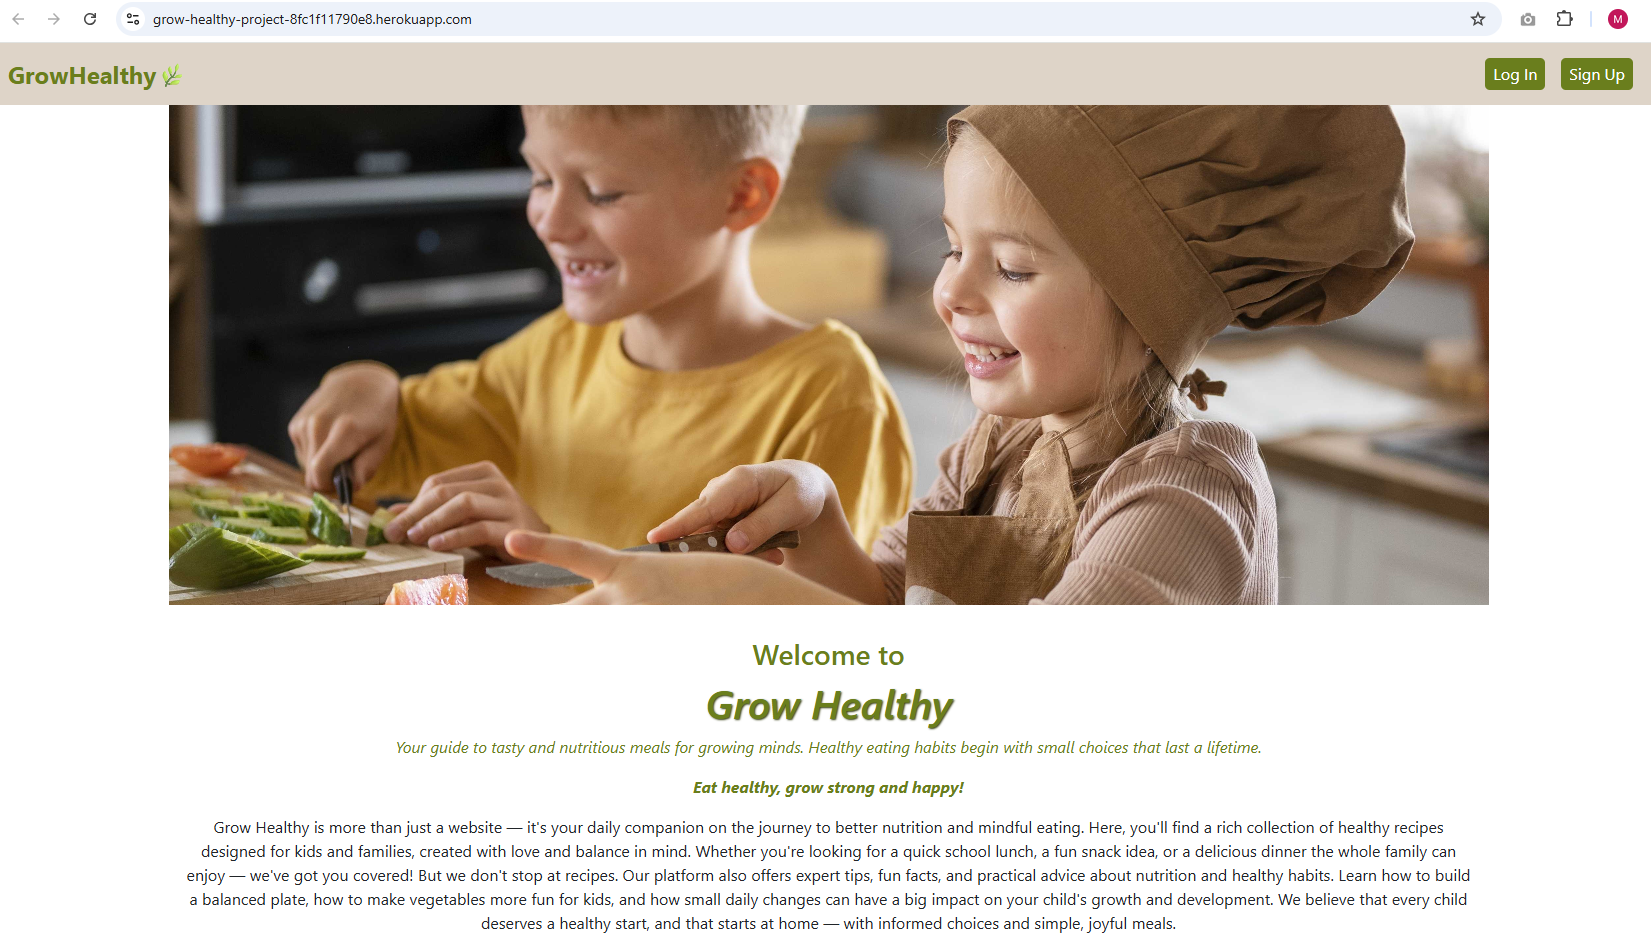 grow-healthy-project-8fc1f11790e8.herokuapp.com
M
GrowHealthy
Log In
Sign Up
Welcome to
Grow Healthy
Your guide to tasty and nutritious meals for growing minds. Healthy eating habits begin with small choices that last a lifetime.
Eat healthy, grow strong and happy!
Grow Healthy is more than just a website — it's your daily companion on the journey to better nutrition and mindful eating. Here, you'll find a rich collection of healthy recipes
designed for kids and families, created with love and balance in mind. Whether you're looking for a quick school lunch, a fun snack idea, or a delicious dinner the whole family can
enjoy — we've got you covered! But we don't stop at recipes. Our platform also offers expert tips, fun facts, and practical advice about nutrition and healthy habits. Learn how to build
a balanced plate, how to make vegetables more fun for kids, and how small daily changes can have a big impact on your child's growth and development. We believe that every child
deserves a healthy start, and that starts at home — with informed choices and simple, joyful meals.